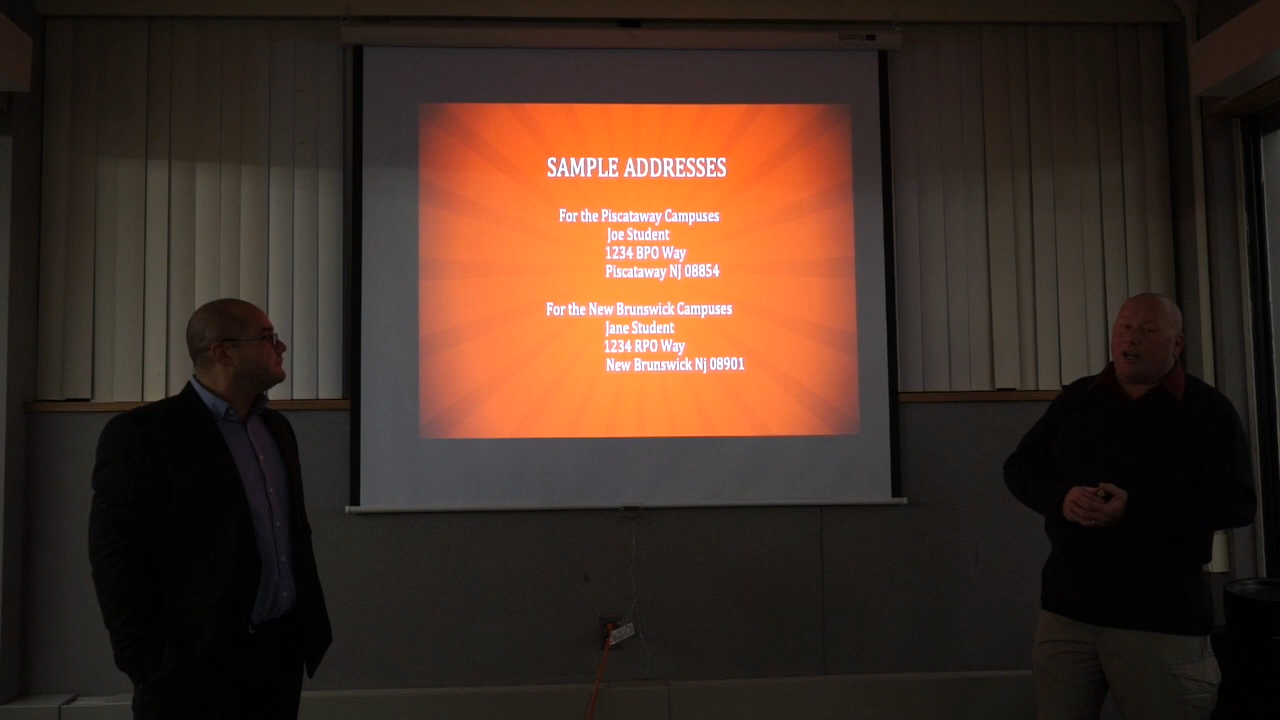 SAMPLE ADDRESSES
For the Piscataway Campuses
Joe Student
1234 BPO Way
Piscataway NJ 08854
For the New Brunswick Campuses
Jane Student
1234 RPO Way
New Brunswick Nj 08901